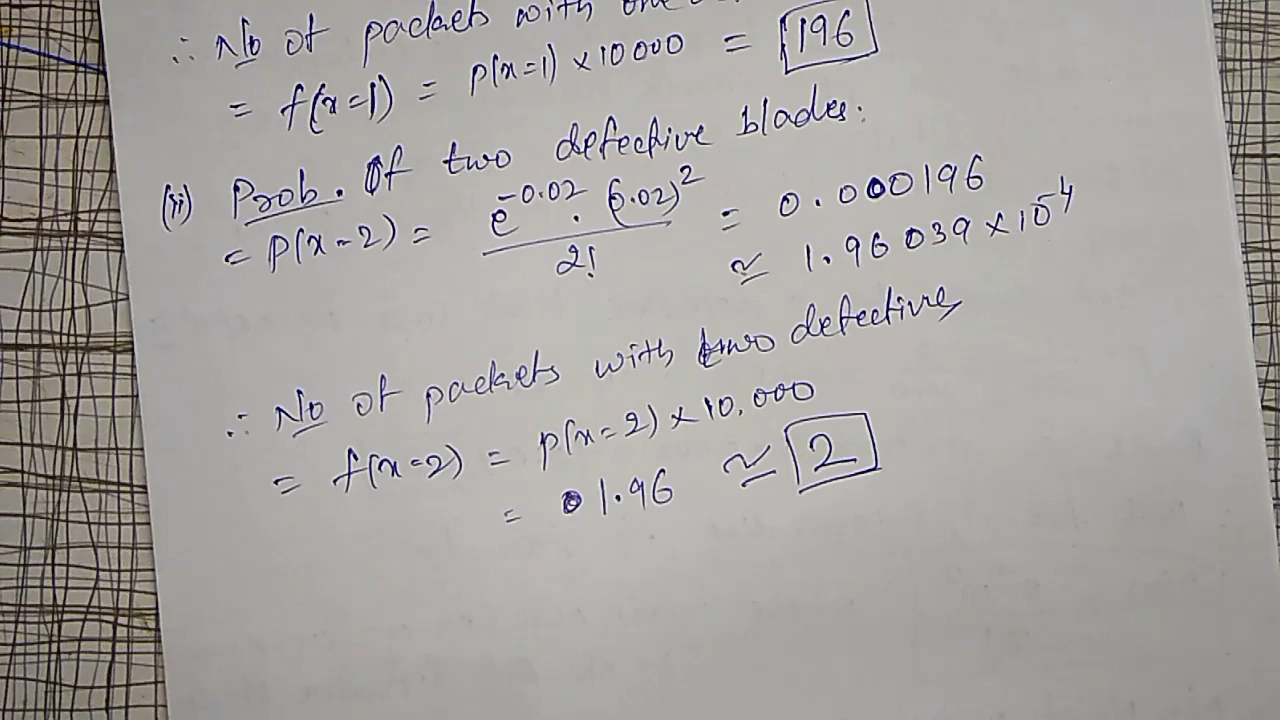 ∴ No of packets with one
= f(x=1) = p(x=1) × 10000 = 196
(ii) Prob. Of two defective blades.
= P(x=2) = e^-0.02 . (0.02)^2 / 2! = 0.000196
≃ 1.96039 × 10^-4
∴ No of packets with two defectives
= f(x=2) = p(x=2) × 10,000
= 1.96 ≃ 2